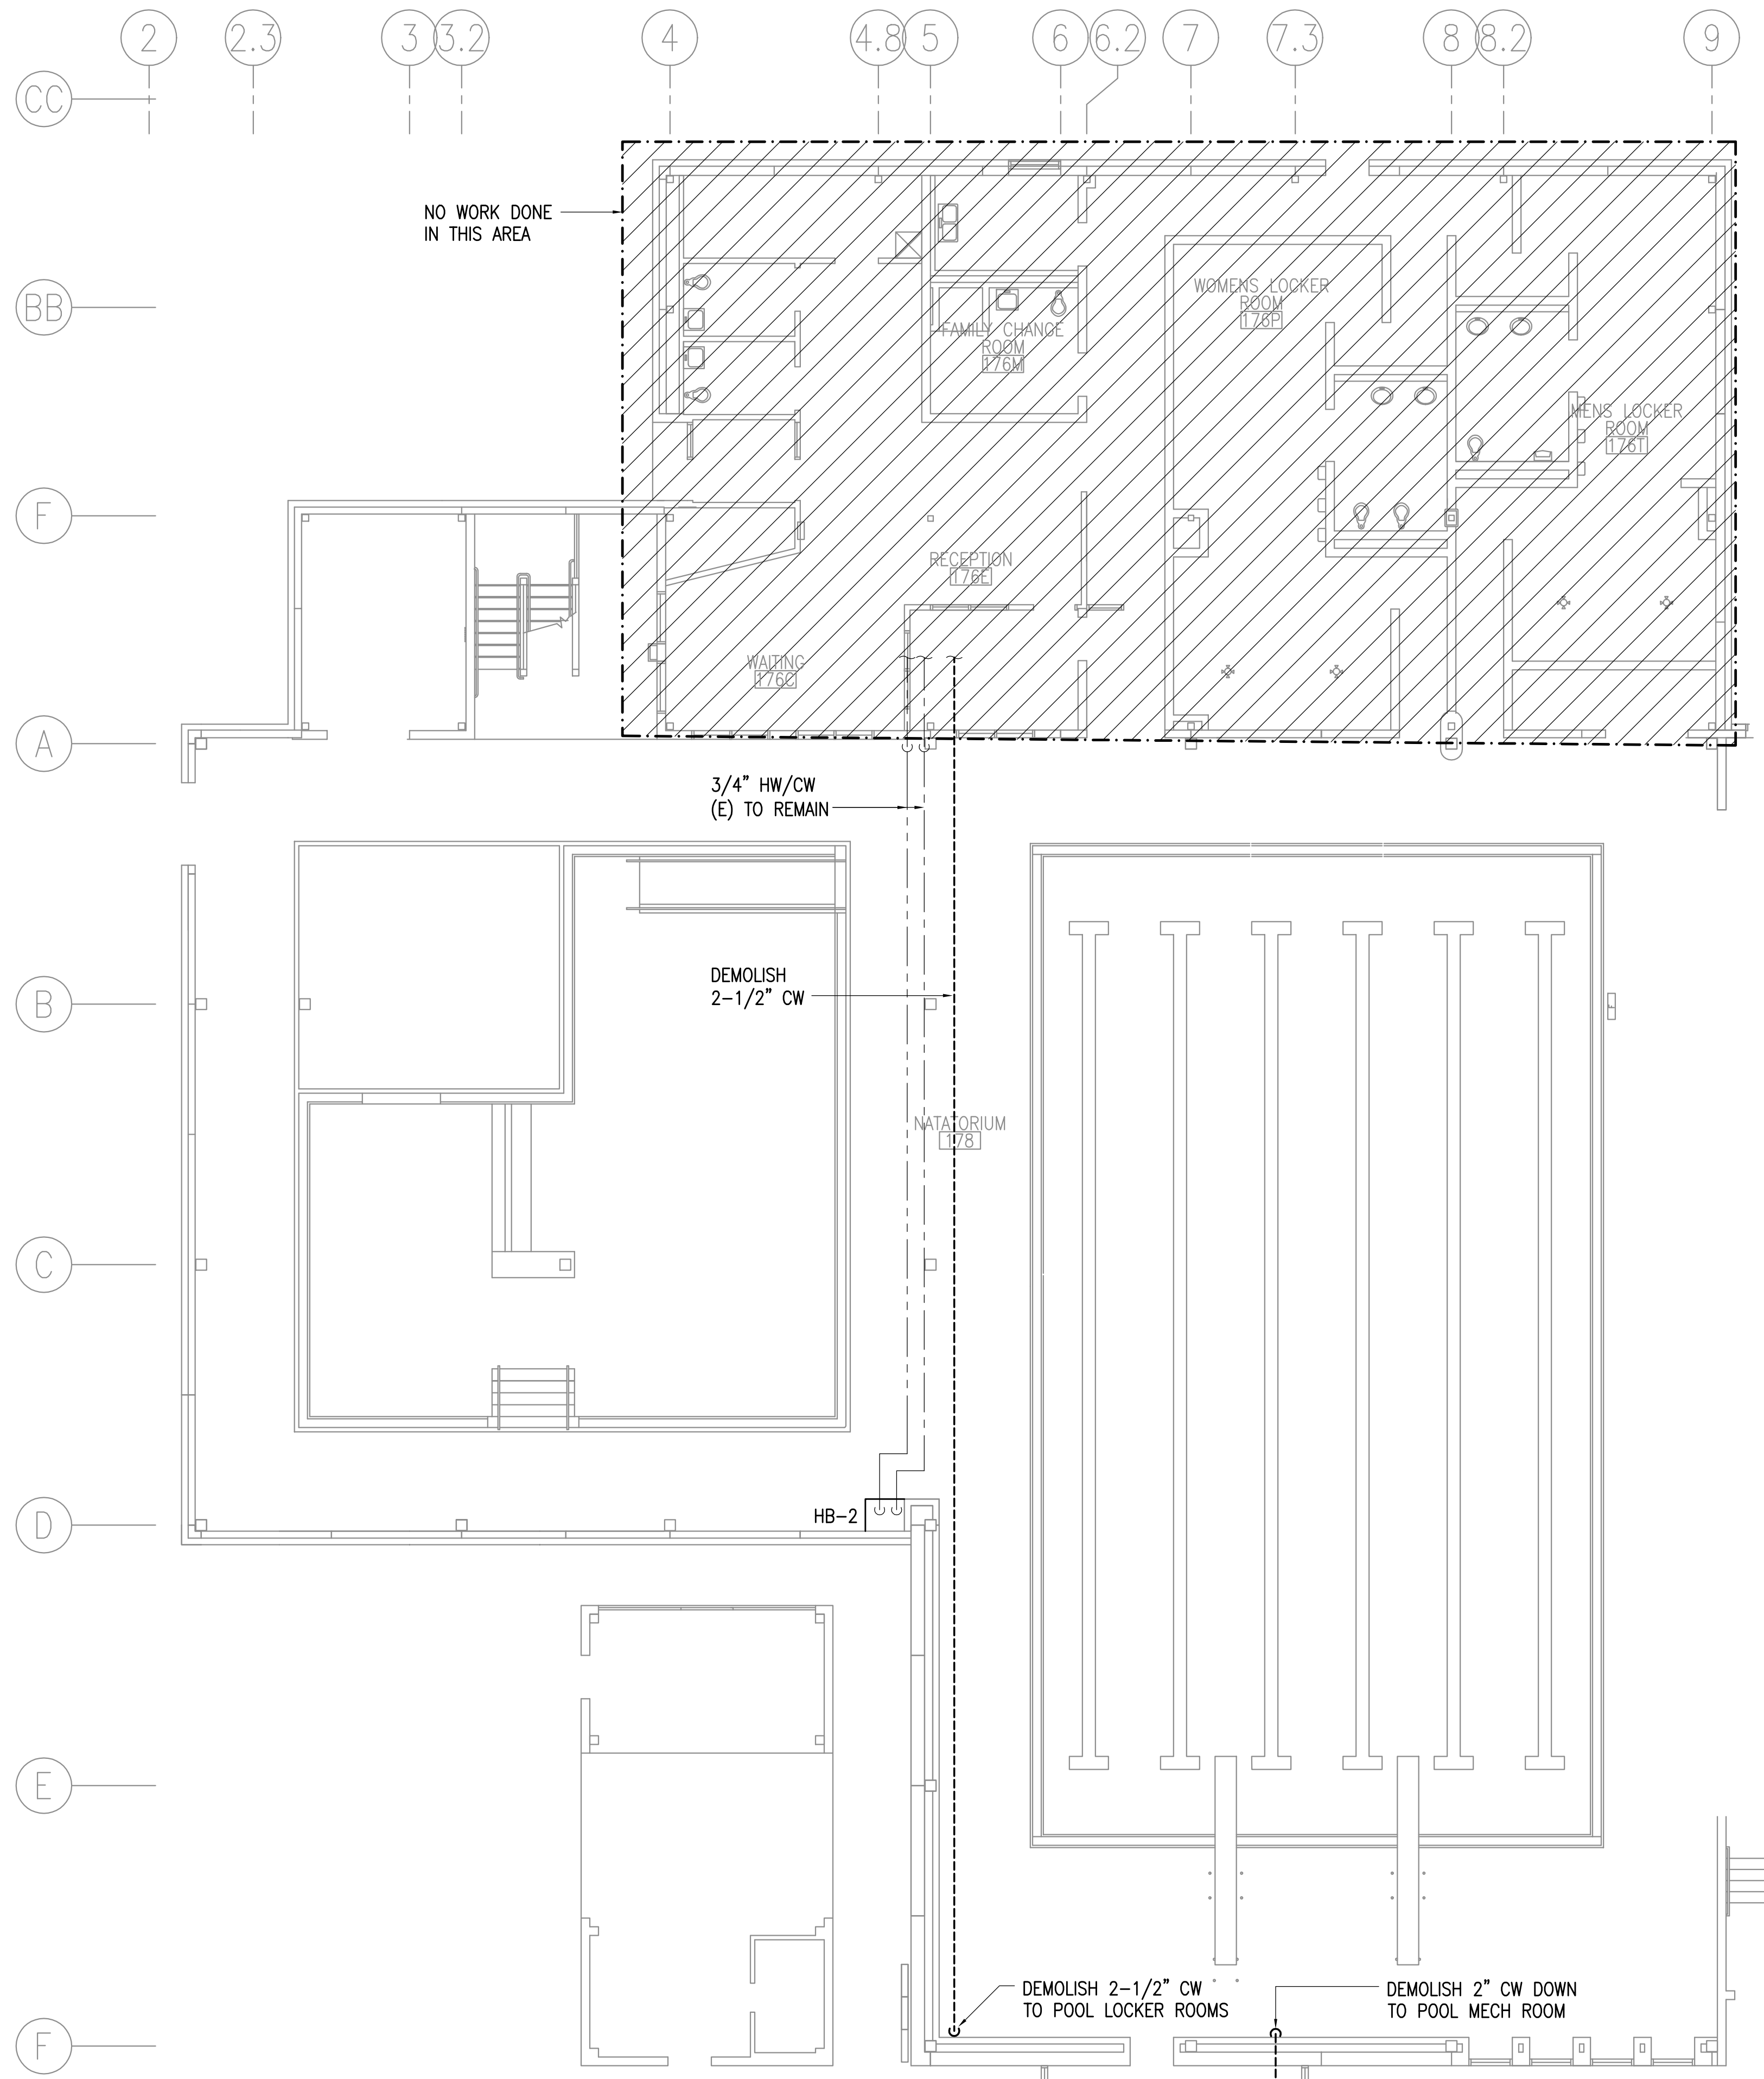 2 2.3 3 3.2 4 4.8 5 6 6.2 7 7.3 8 8.2 9
CC
NO WORK DONE
IN THIS AREA
BB
WOMENS LOCKER
ROOM
176P
FAMILY CHANGE
ROOM
176M
MENS LOCKER
ROOM
176T
F
RECEPTION
176E
WAITING
176C
A
3/4" HW/CW
(E) TO REMAIN
DEMOLISH
2-1/2" CW
B
NATATORIUM
178
C
HB-2
D
E
DEMOLISH 2-1/2" CW
TO POOL LOCKER ROOMS
DEMOLISH 2" CW DOWN
TO POOL MECH ROOM
F